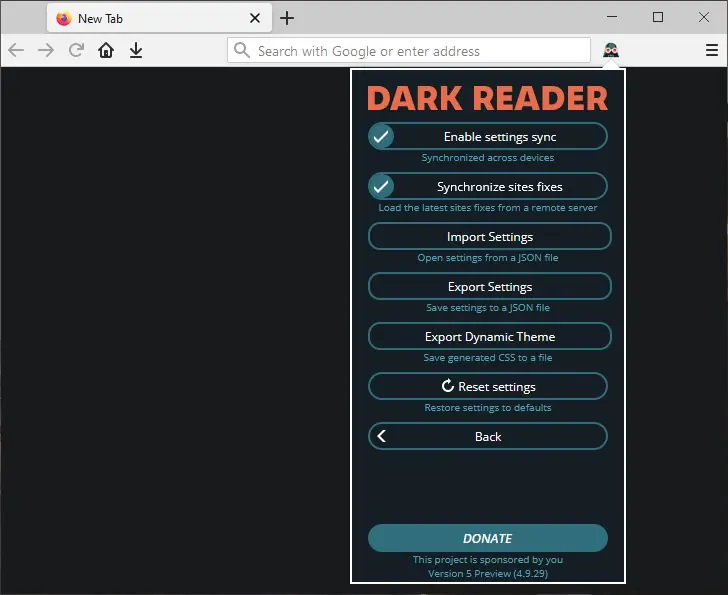 New Tab
Search with Google or enter address
DARK READER
Enable settings sync
Synchronized across devices
Synchronize sites fixes
Load the latest sites fixes from a remote server
Import Settings
Open settings from a JSON file
Export Settings
Save settings to a JSON file
Export Dynamic Theme
Save generated CSS to a file
Reset settings
Restore settings to defaults
Back
DONATE
This project is sponsored by you
Version 5 Preview (4.9.29)